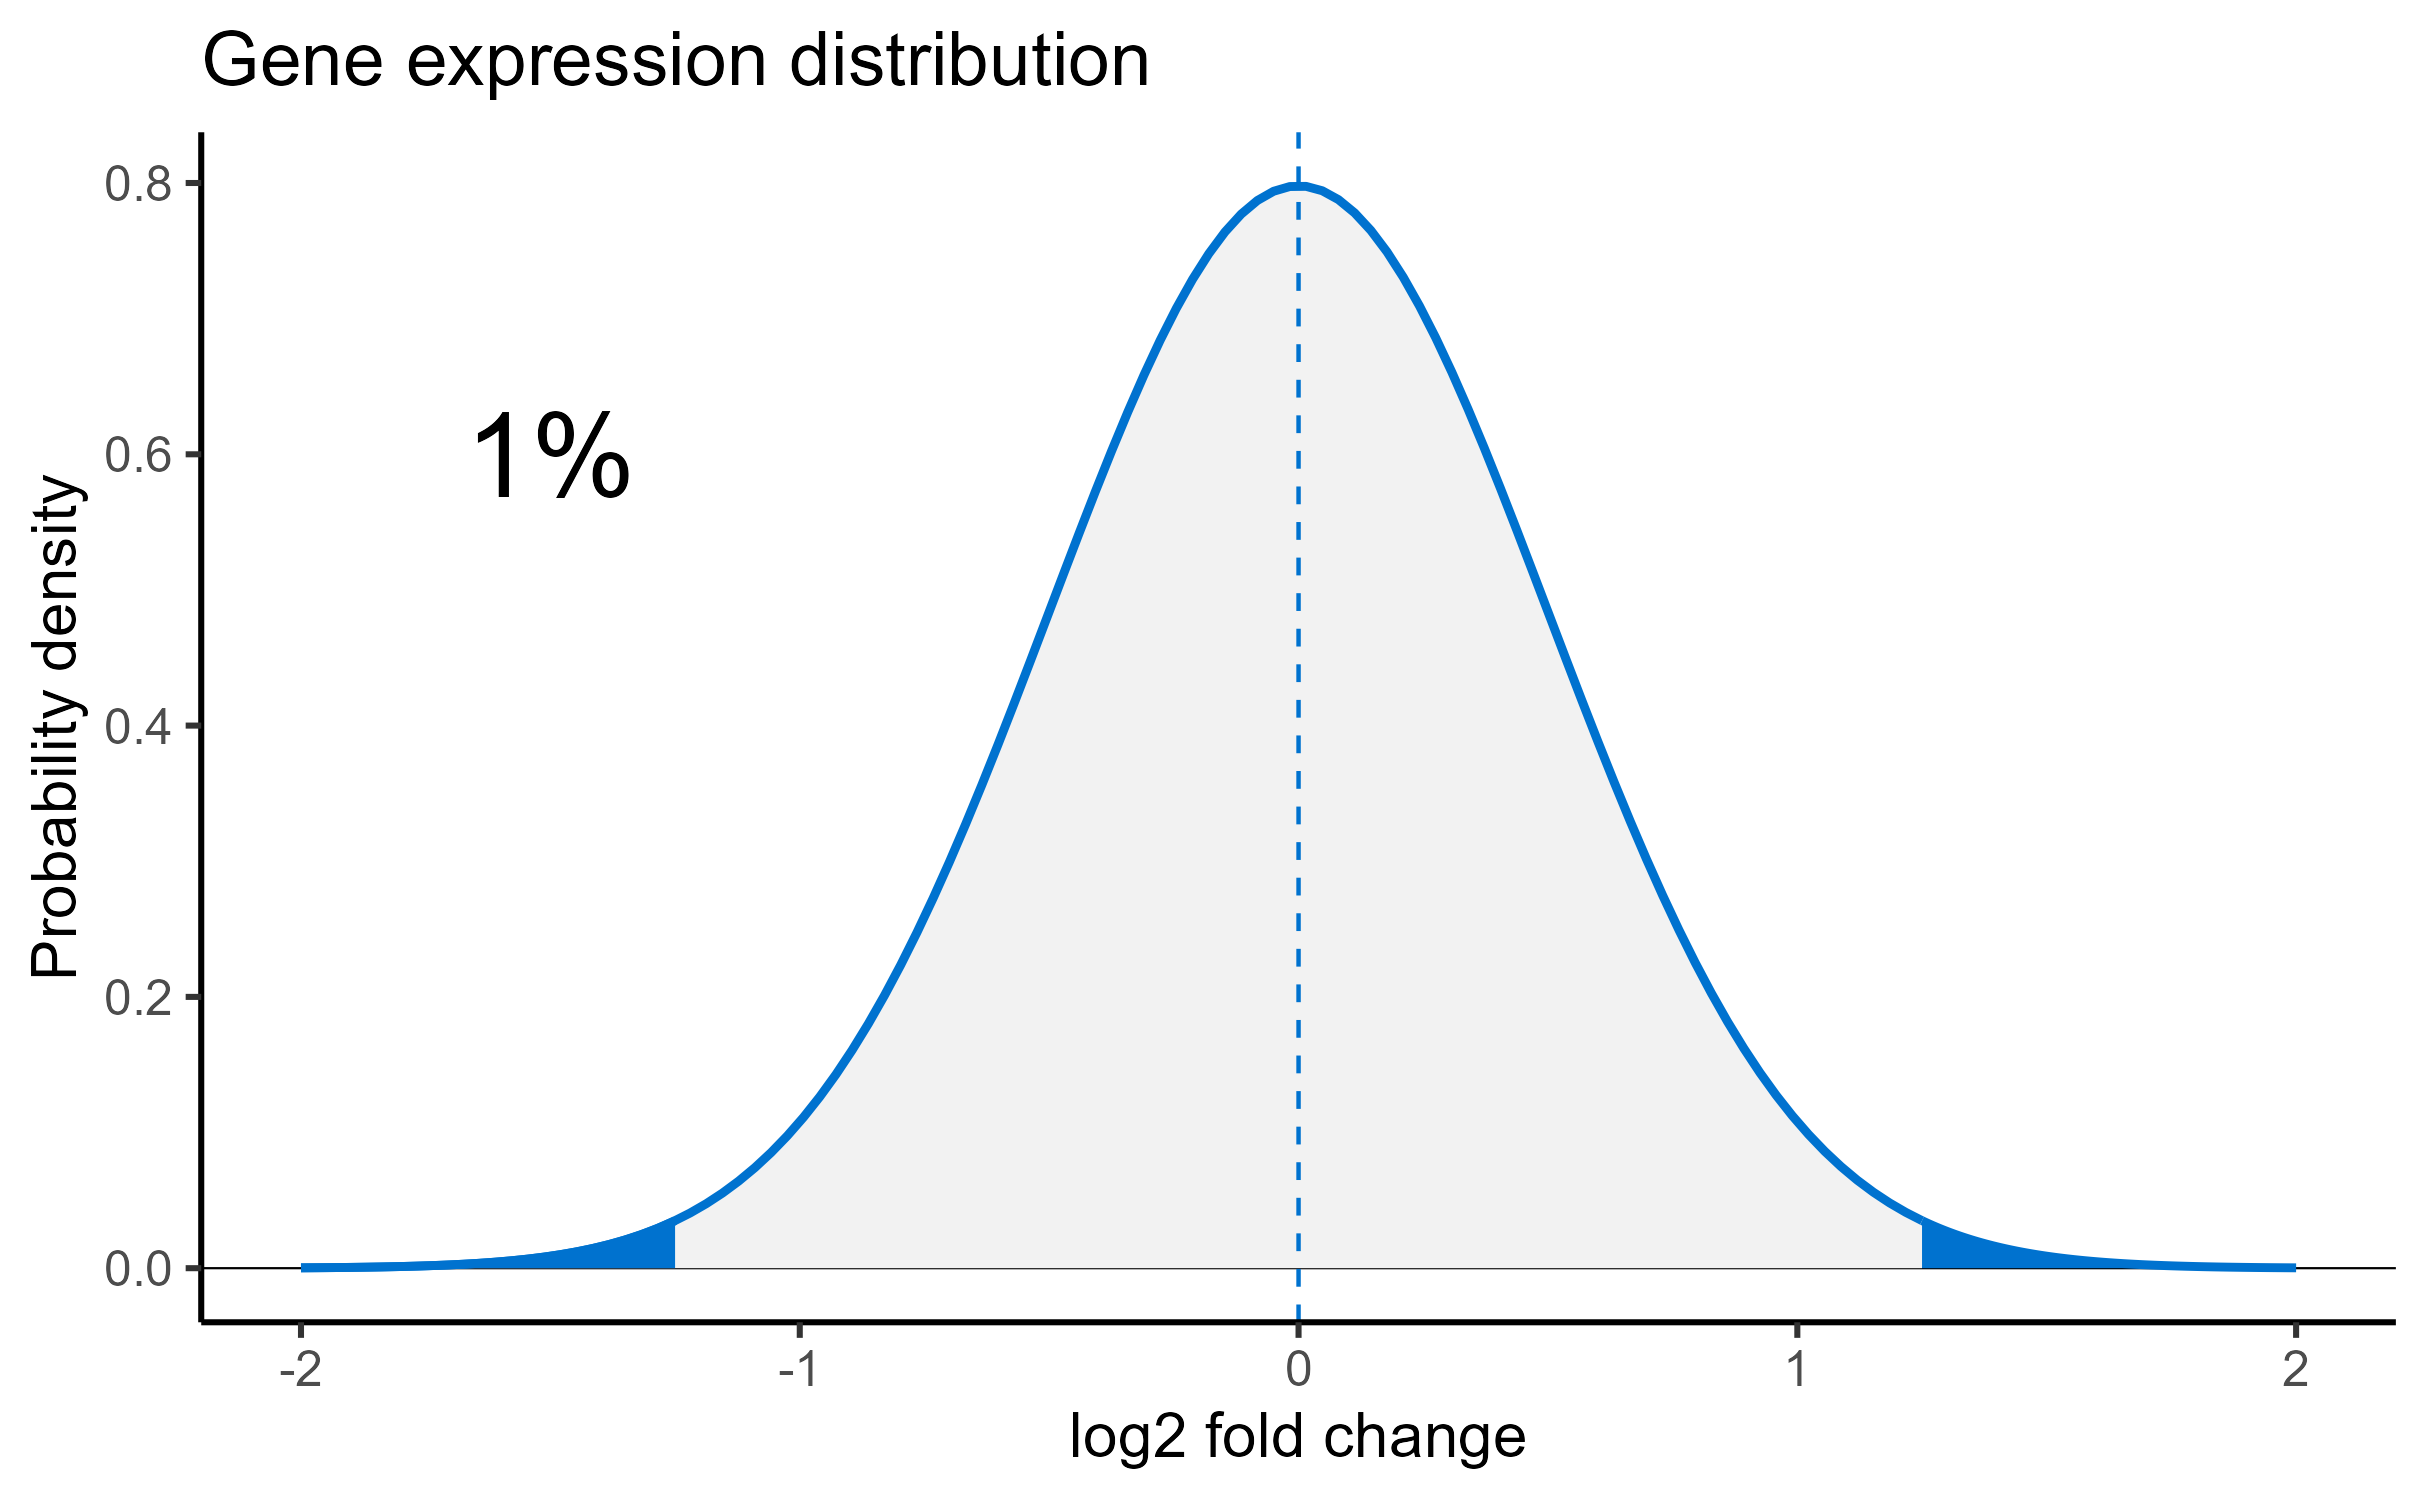 Gene expression distribution
Probability density
0.8
0.6
0.4
0.2
0.0
1%
-2 -1 0 1 2
log2 fold change